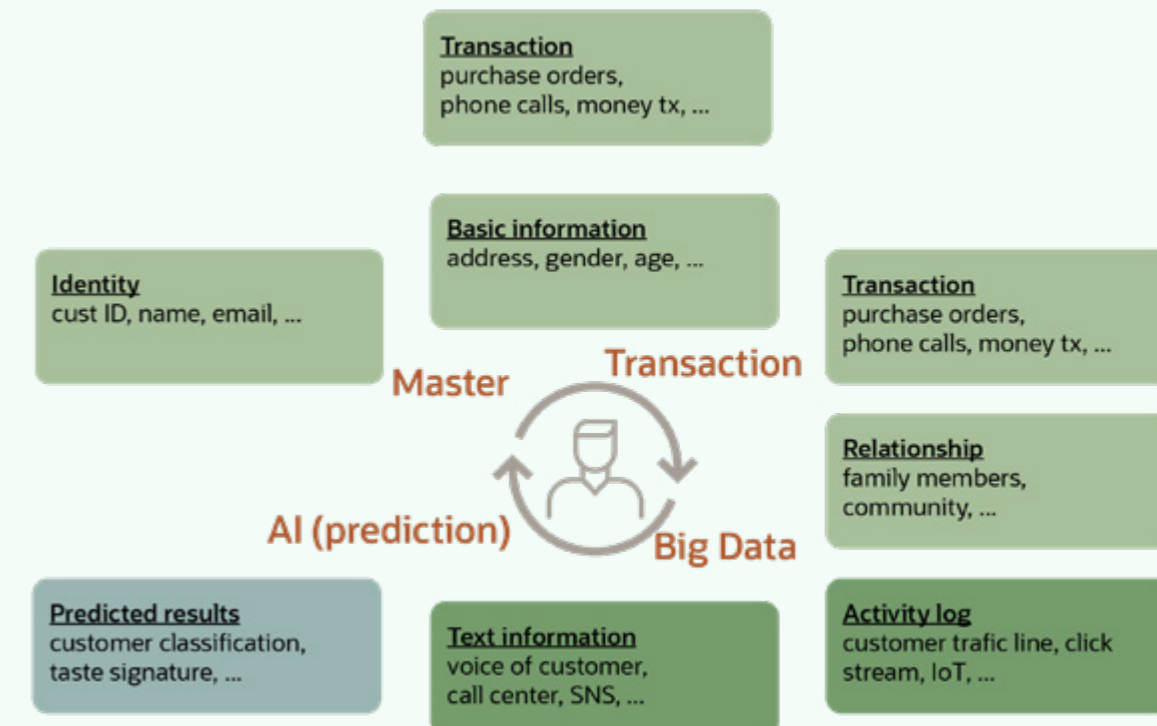 Transaction
purchase orders,
phone calls, money tx, ...
Basic information
address, gender, age, ...
Identity
cust ID, name, email, ...
Transaction
purchase orders,
phone calls, money tx, ...
Master
Transaction
Relationship
family members,
community, ...
AI (prediction)
Big Data
Predicted results
customer classification,
taste signature, ...
Text information
voice of customer,
call center, SNS, ...
Activity log
customer trafic line, click
stream, IoT, ...